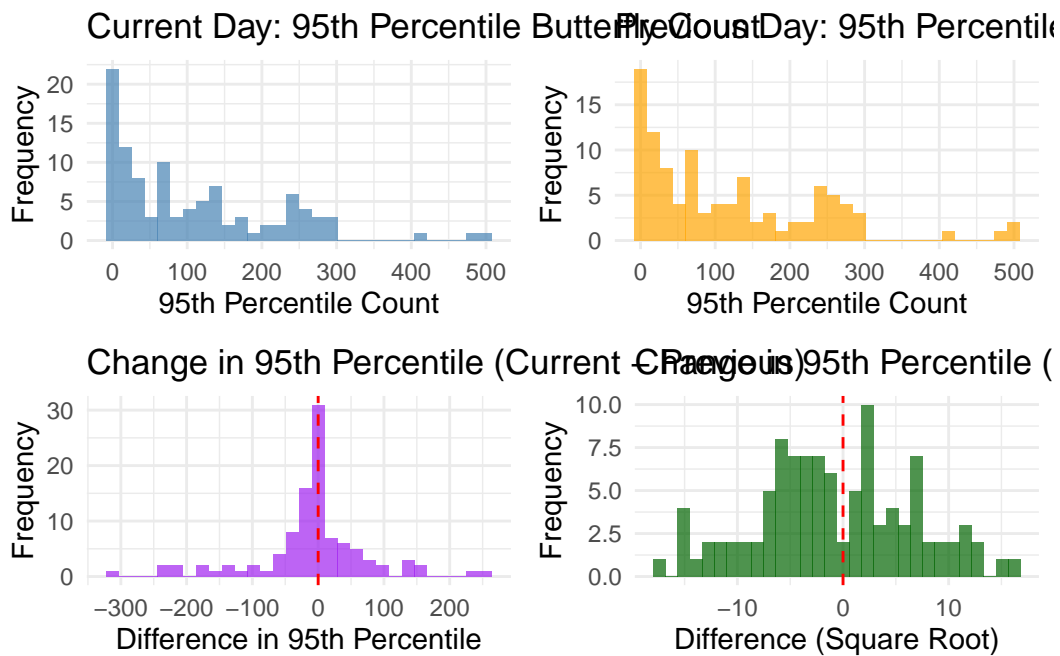 Current Day: 95th Percentile Butterfly Count
Previous Day: 95th Percentile
Frequency
20
15
10
5
0
0 100 200 300 400 500
95th Percentile Count
Frequency
15
10
5
0
0 100 200 300 400 500
95th Percentile Count
Change in 95th Percentile (Current − Previous)
Change in 95th Percentile (
Frequency
30
20
10
0
−300 −200 −100 0 100 200
Difference in 95th Percentile
Frequency
10.0
7.5
5.0
2.5
0.0
−10 0 10
Difference (Square Root)